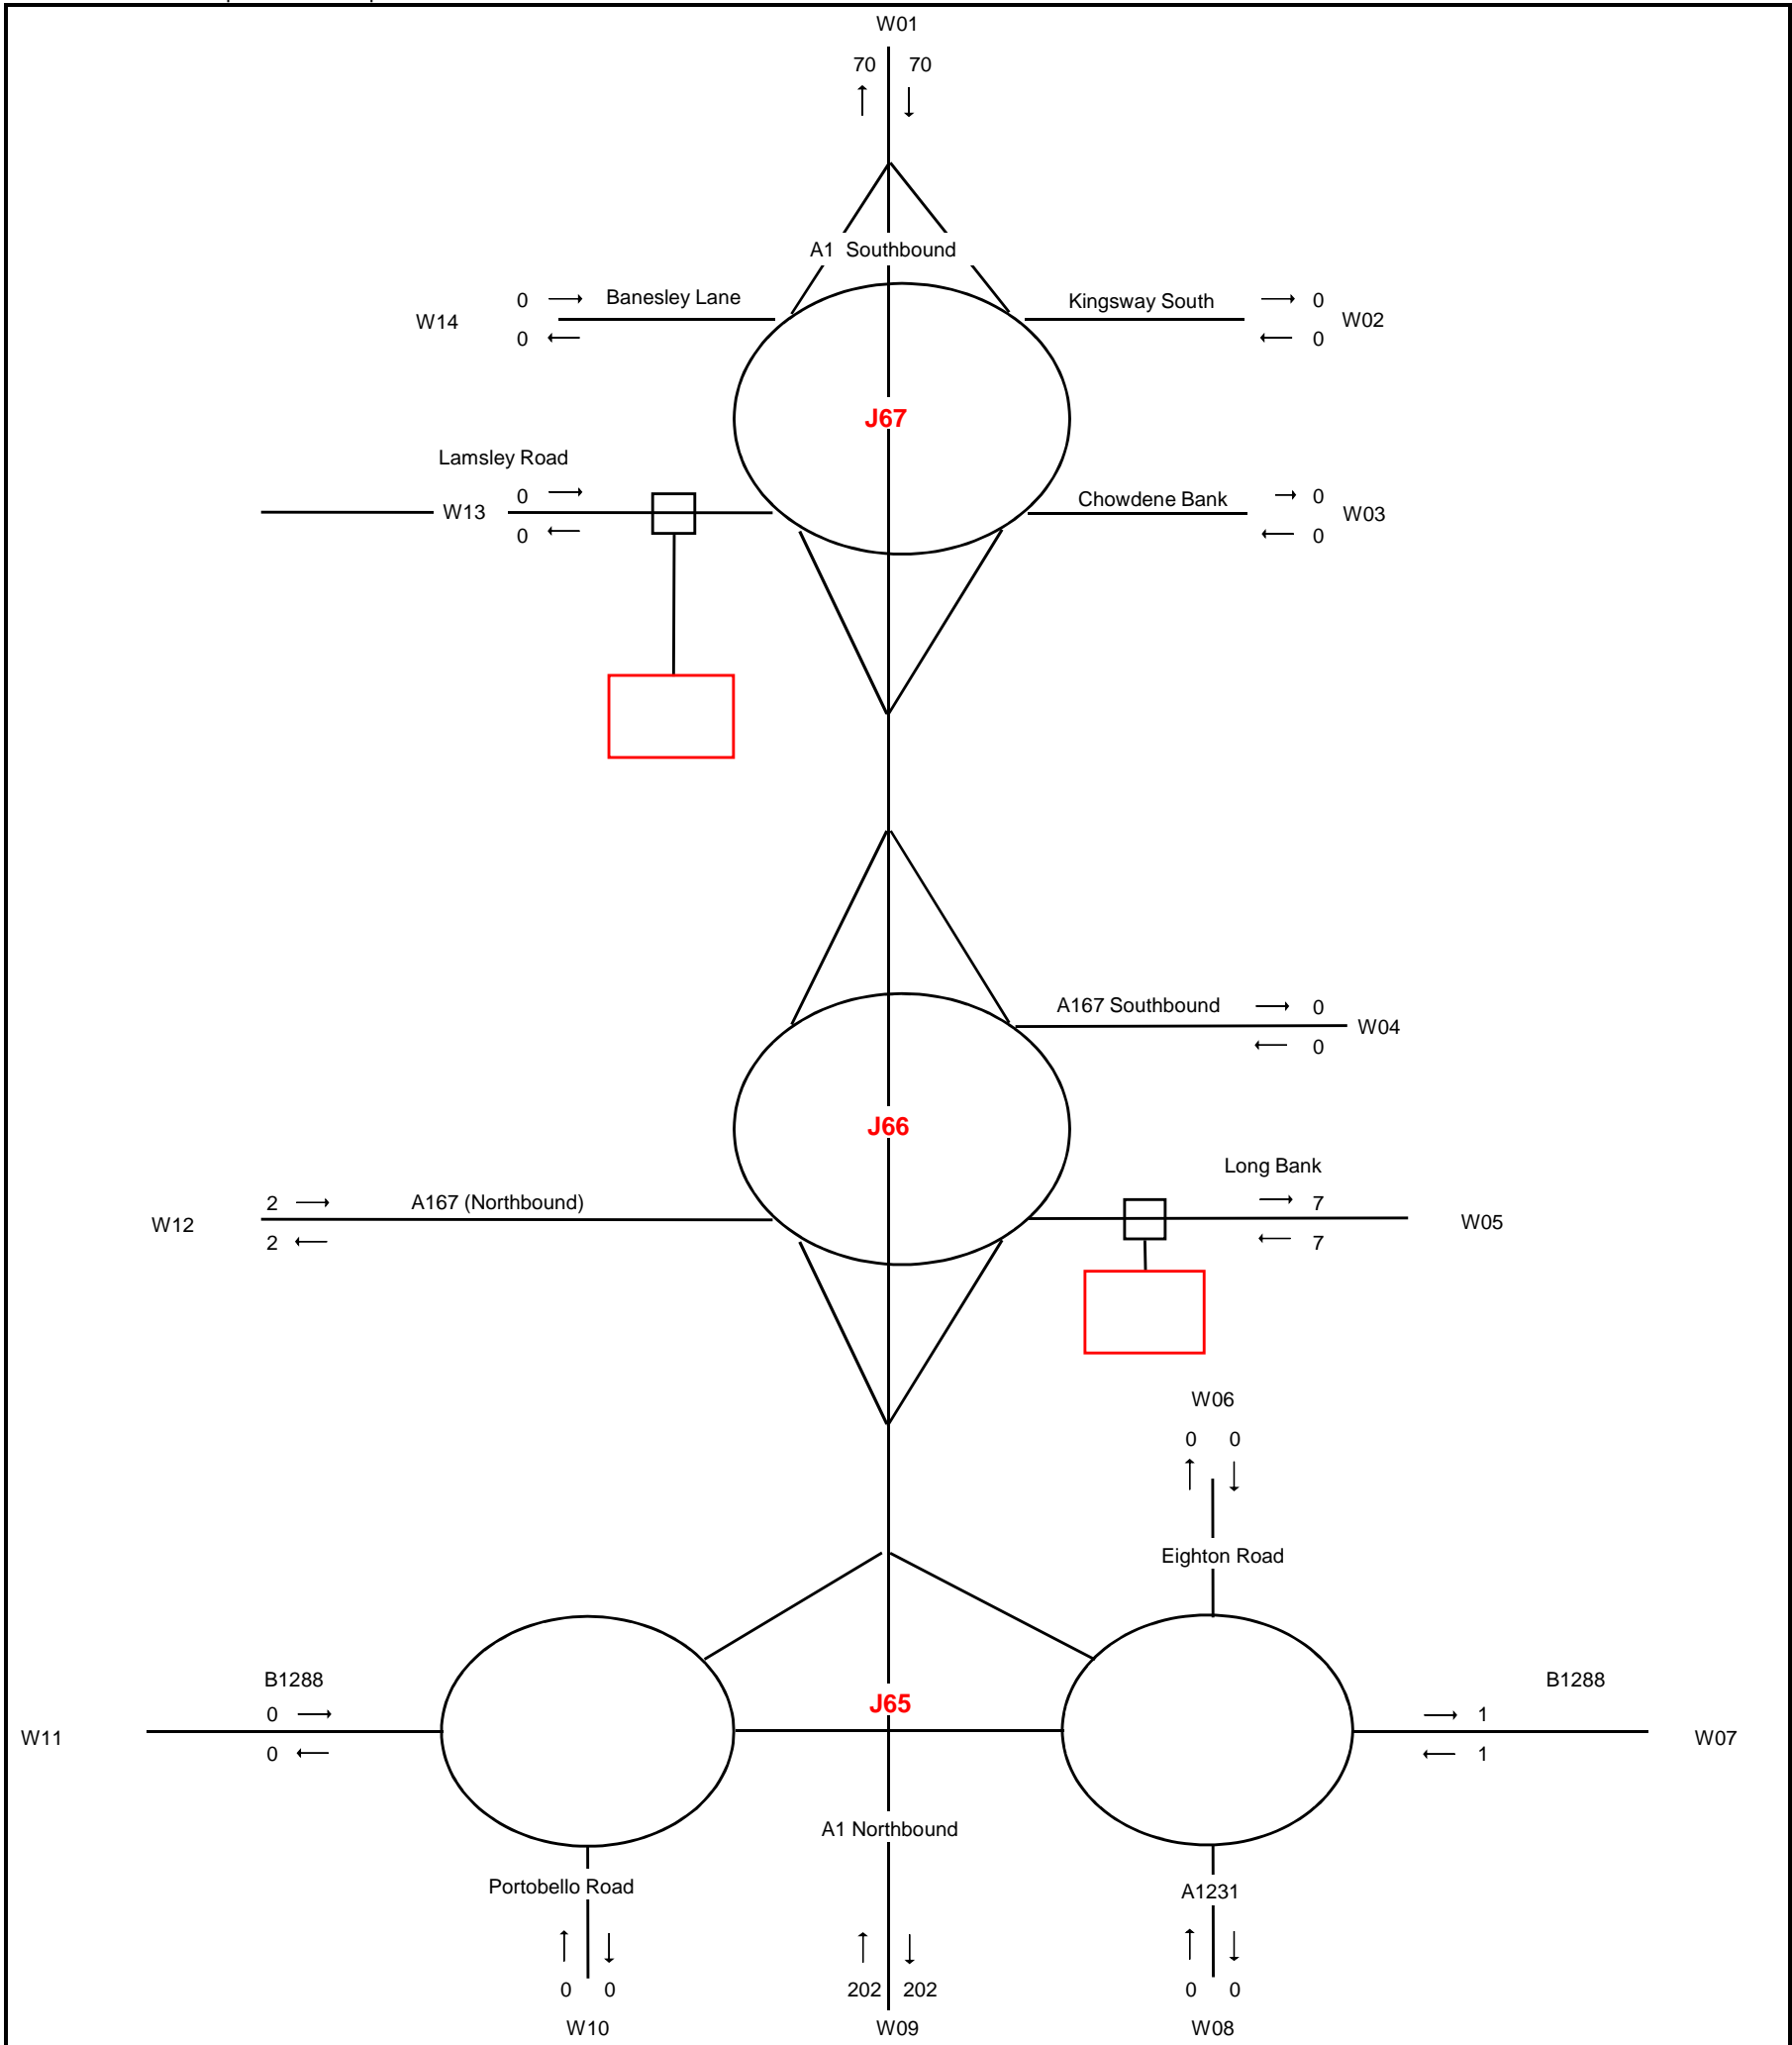 W01
70 70
A1 Southbound
0 Banesley Lane
Kingsway South 0
W14
W02
0
0
J67
Lamsley Road
0
Chowdene Bank 0
W13
W03
0
0
A167 Southbound 0
W04
0
J66
Long Bank
2 A167 (Northbound)
7
W12
W05
2
7
W06
0 0
Eighton Road
B1288
B1288
0
J65
1
W11
W07
0
1
A1 Northbound
Portobello Road
A1231
0 0
202 202
0 0
W10
W09
W08